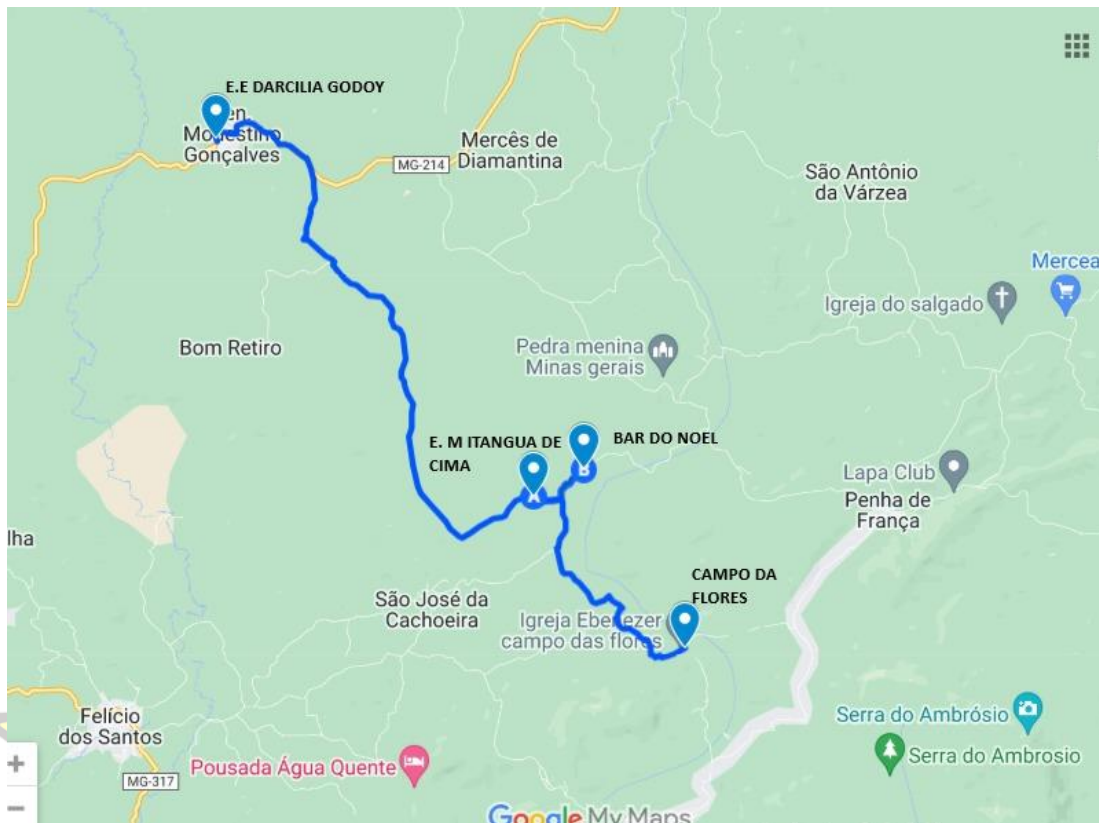 E.E DARCILIA GODOY
en.
Modestino
Gonçalves
Mercês de
Diamantina
MG-214
São Antônio
da Várzea
Mercea
Igreja do salgado
Bom Retiro
Pedra menina
Minas gerais
E. M ITANGUA DE
CIMA
BAR DO NOEL
A
B
Lapa Club
Penha de
França
lha
CAMPO DA
FLORES
São José da
Cachoeira
Igreja Ebenezer
campo das flores
Felício
dos Santos
Serra do Ambrósio
Serra do Ambrosio
Pousada Água Quente
MG-317
+
−
Google My Maps